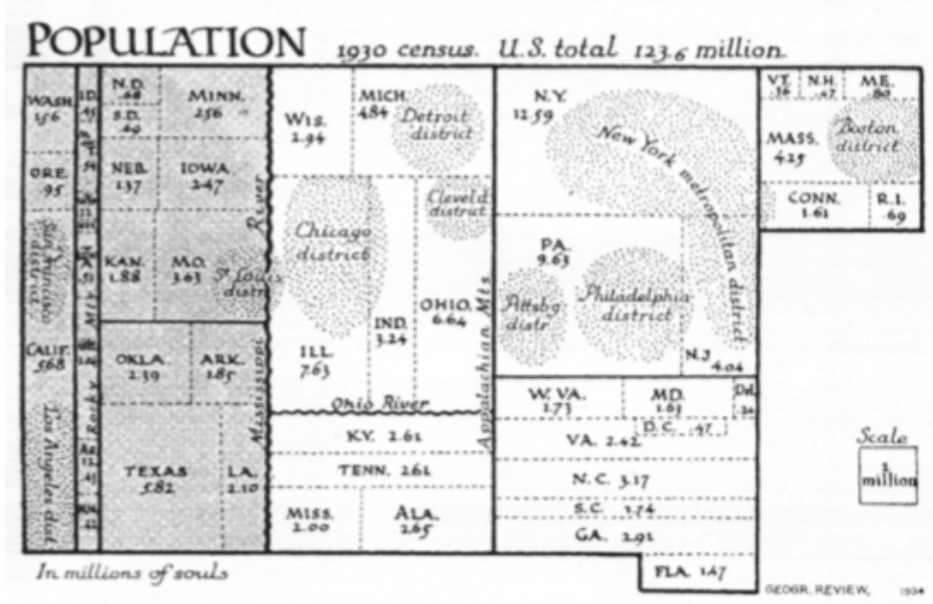 POPULATION 1930 census. U.S. total 123.6 million.
WASH.
1.56
ORE.
.95
San Francisco
district
CALIF.
5.68
Los Angeles dist.
ID.
Rocky Mts
N.D.
.68
S.D.
.69
MINN.
2.56
NEB.
1.37
IOWA.
2.47
KAN.
1.88
MO.
3.63
St. Louis
distr.
OKLA.
2.39
ARK.
1.85
TEXAS
5.82
LA.
2.10
Mississippi River
WIS.
2.94
MICH.
4.84
Detroit
district
Chicago
district
Clevel'd
district
ILL.
7.63
IND.
3.24
OHIO.
6.64
Ohio River
KY. 2.61
TENN. 2.61
MISS.
2.00
ALA.
2.65
Appalachian Mts
N.Y.
12.59
New York metropolitan district
PA.
9.63
Pittsbg
distr.
Philadelphia
district
N.J.
4.04
W. VA.
1.73
MD.
1.63
Del.
.24
D.C. .47
VA. 2.42
N.C. 3.17
S.C. 1.74
GA. 2.91
FLA. 1.47
VT.
.36
N.H.
.47
ME.
.80
MASS.
4.25
Boston
district
CONN.
1.61
R.I.
.69
Scale
1
million
In millions of souls
GEOGR. REVIEW, 1934